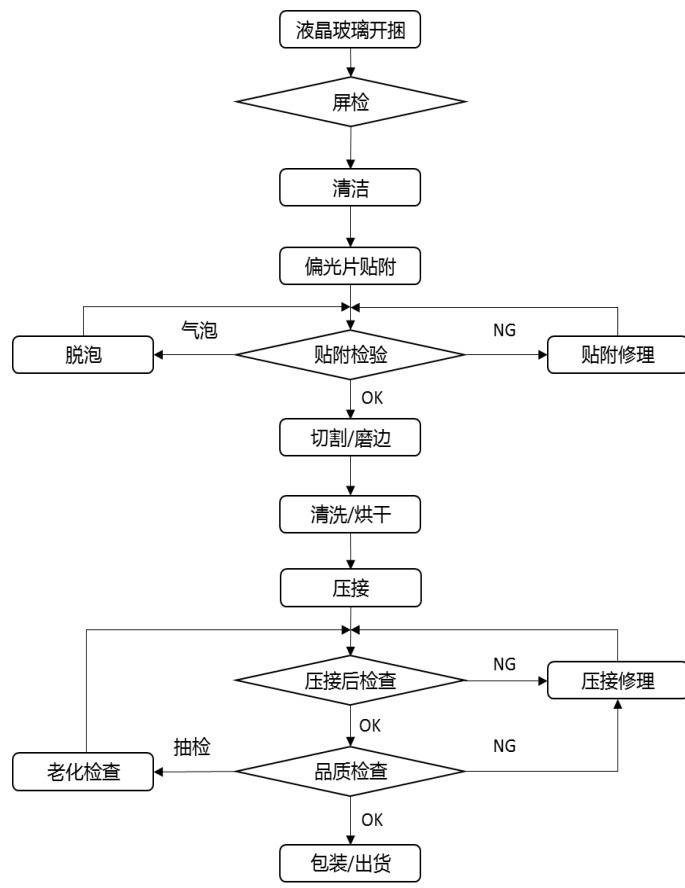 液晶玻璃开捆
屏检
清洁
偏光片贴附
气泡
NG
脱泡
贴附检验
贴附修理
OK
切割/磨边
清洗/烘干
压接
NG
压接后检查
压接修理
OK
抽检
NG
老化检查
品质检查
OK
包装/出货